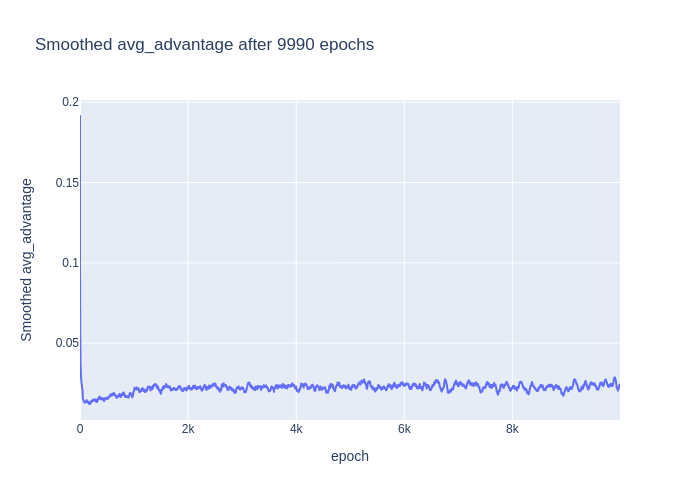 Smoothed avg_advantage after 9990 epochs
0.2
0.15
0.1
0.05
Smoothed avg_advantage
0
2k
4k
6k
8k
epoch